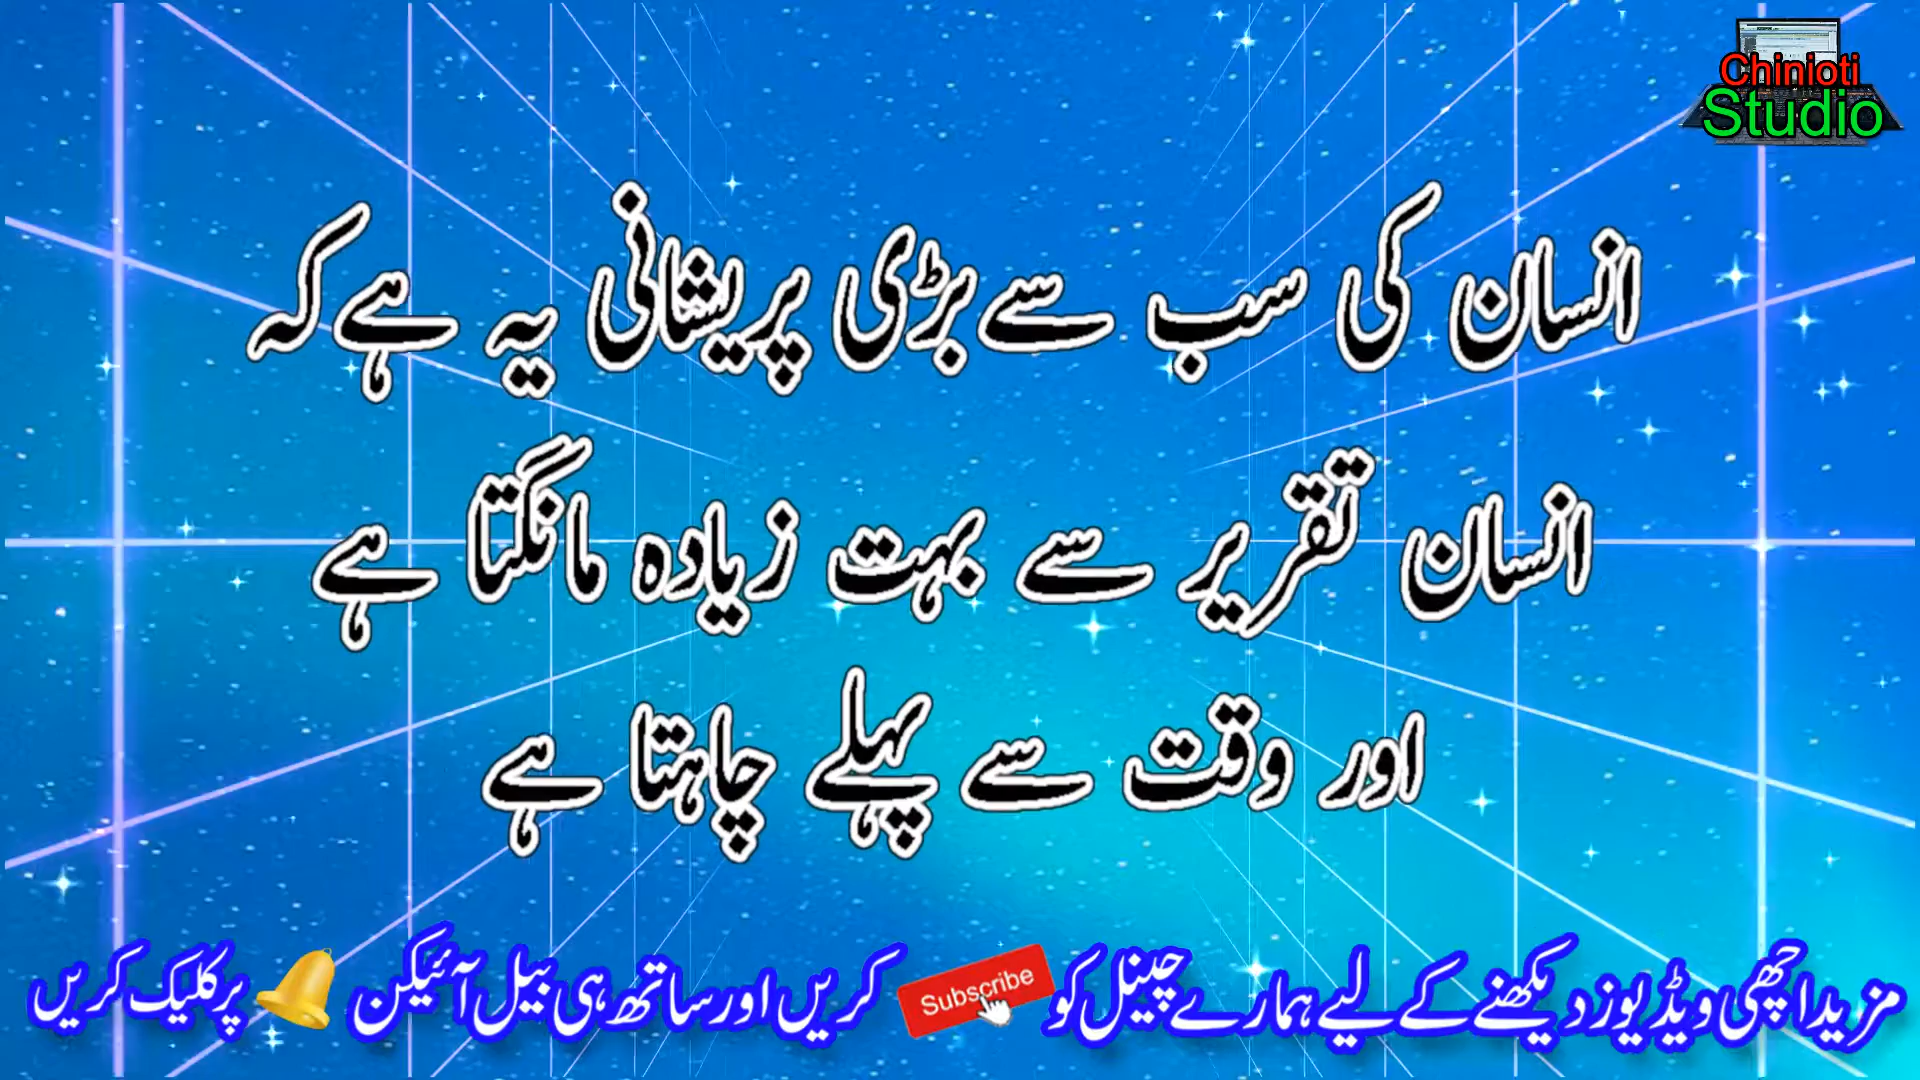 Chinioti
Studio
انسان کی سب سے بڑی پریشانی یہ ہے کہ
انسان تقریر سے بہت زیادہ مانگتا ہے
اور وقت سے پہلے چاہتا ہے
مزید اچھی ویڈیوز دیکھنے کے لیے ہمارے چینل کو Subscribe کریں اور ساتھ ہی بیل آئیکن پر کلیک کریں